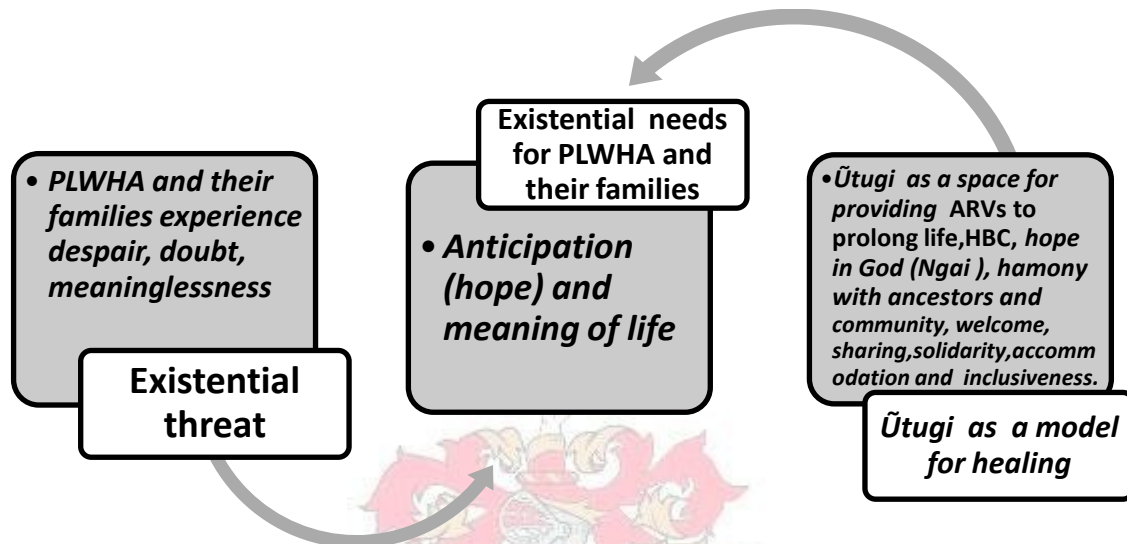 • PLWHA and their
families experience
despair, doubt,
meaninglessness
Existential
threat
Existential needs
for PLWHA and
their families
• Anticipation
(hope) and
meaning of life
•Ũtugi as a space for
providing ARVs to
prolong life,HBC, hope
in God (Ngai ), hamony
with ancestors and
community, welcome,
sharing,solidarity,accomm
odation and inclusiveness.
Ũtugi as a model
for healing